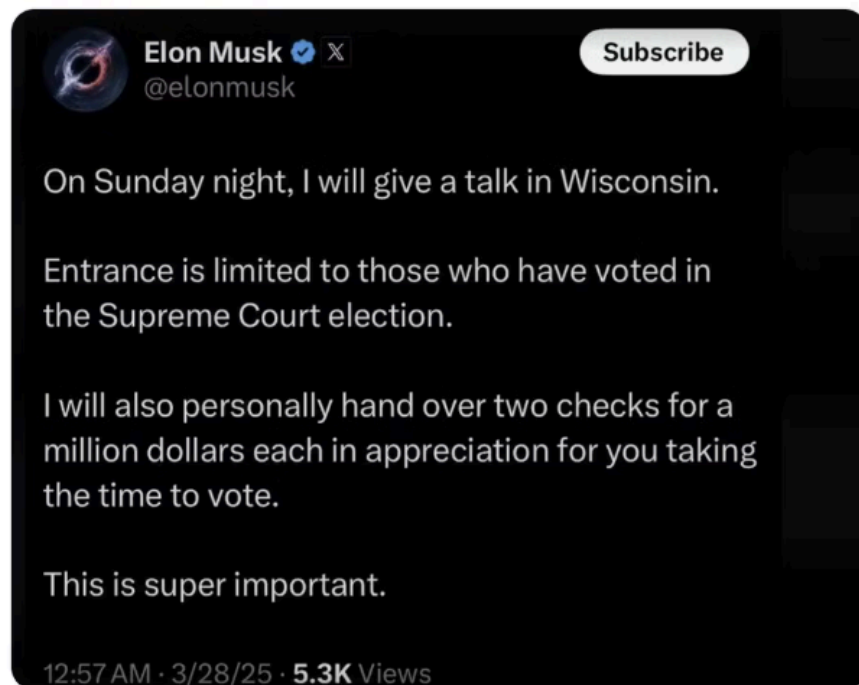 Elon Musk X
Subscribe
@elonmusk
On Sunday night, I will give a talk in Wisconsin.
Entrance is limited to those who have voted in
the Supreme Court election.
I will also personally hand over two checks for a
million dollars each in appreciation for you taking
the time to vote.
This is super important.
12:57 AM · 3/28/25 · 5.3K Views